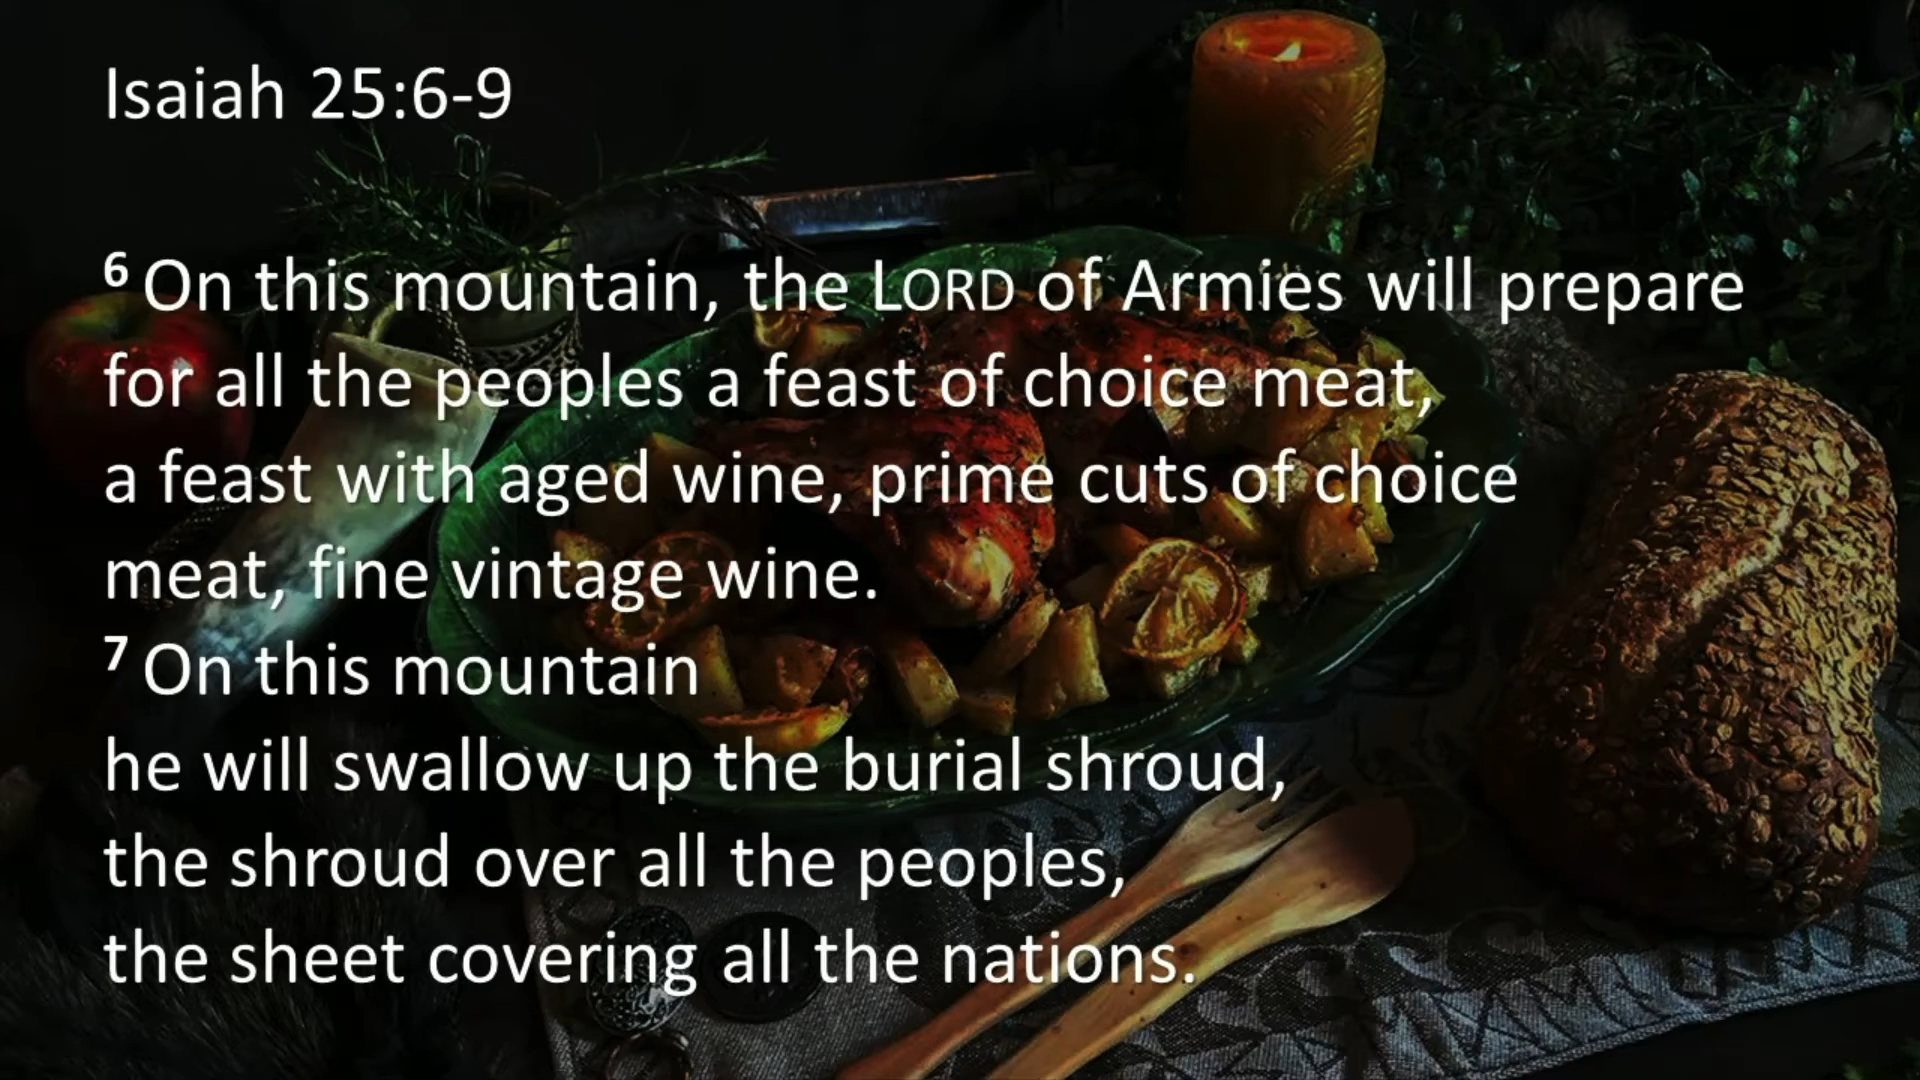 Isaiah 25:6-9
⁶ On this mountain, the LORD of Armies will prepare
for all the peoples a feast of choice meat,
a feast with aged wine, prime cuts of choice
meat, fine vintage wine.
⁷ On this mountain
he will swallow up the burial shroud,
the shroud over all the peoples,
the sheet covering all the nations.